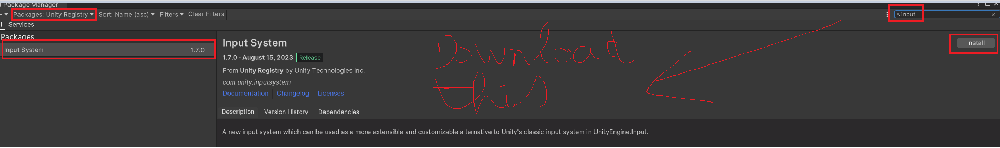 Package Manager
Packages: Unity Registry Sort: Name (asc) Filters Clear Filters input
Services
Packages
Input System 1.7.0
Input System
Install
1.7.0 · August 15, 2023 Release
From Unity Registry by Unity Technologies Inc.
com.unity.inputsystem
Documentation Changelog Licenses
Download
this
Description Version History Dependencies
A new input system which can be used as a more extensible and customizable alternative to Unity's classic input system in UnityEngine.Input.